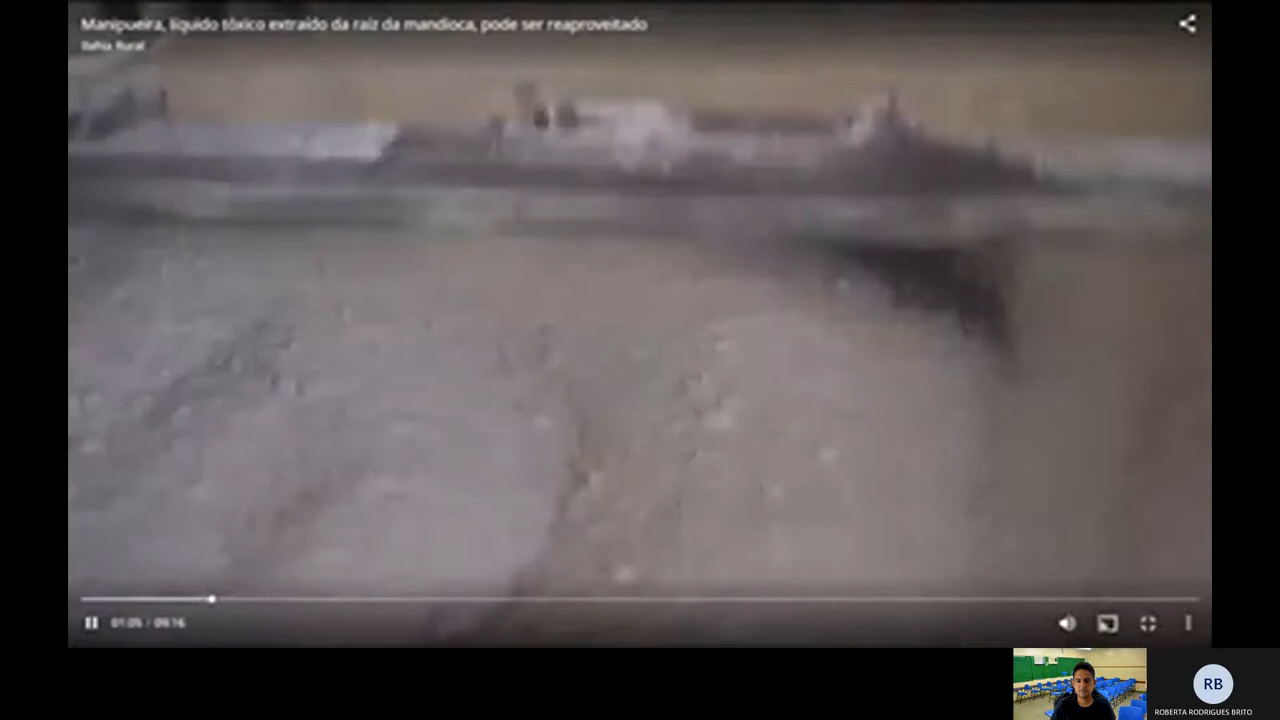 Manipueira, líquido tóxico extraído da raiz da mandioca, pode ser reaproveitado
Bahia Rural
01:05 / 09:16
RB
ROBERTA RODRIGUES BRITO